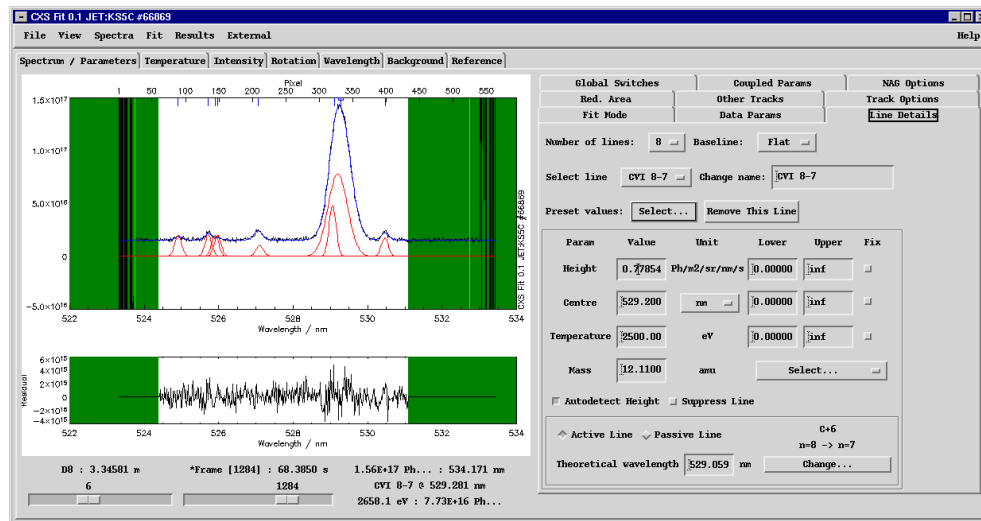 CXS Fit 0.1 JET:KS5C #66869
File View Spectra Fit Results External Help
Spectrum / Parameters Temperature Intensity Rotation Wavelength Background Reference
Pixel
1 50 100 150 200 250 300 350 400 450 500 550
1.5×10¹⁷
1.0×10¹⁷
5.0×10¹⁶
0
−5.0×10¹⁶
522 524 526 528 530 532 534
Wavelength / nm
CXS Fit 0.1 JET:KS5C #66869
6×10¹⁵
4×10¹⁵
2×10¹⁵
0
−2×10¹⁵
−4×10¹⁵
Residual
522 524 526 528 530 532 534
Wavelength / nm
D8 : 3.34581 m *Frame [1284] : 68.3850 s 1.56E+17 Ph... : 534.171 nm
6 1284 CVI 8-7 @ 529.281 nm
2658.1 eV : 7.73E+16 Ph...
Global Switches Coupled Params NAG Options
Red. Area Other Tracks Track Options
Fit Mode Data Params Line Details
Number of lines: 8 Baseline: Flat
Select line CVI 8-7 Change name: CVI 8-7
Preset values: Select... Remove This Line
Param Value Unit Lower Upper Fix
Height 0.77854 Ph/m2/sr/nm/s 0.00000 inf
Centre 529.200 nm 0.00000 inf
Temperature 2500.00 eV 0.00000 inf
Mass 12.1100 amu Select...
Autodetect Height Suppress Line
Active Line Passive Line C+6
n=8 -> n=7
Theoretical wavelength 529.059 nm Change...